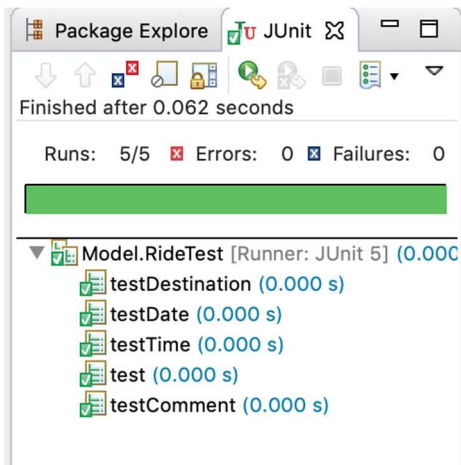 Package Explore JUnit
Finished after 0.062 seconds
Runs: 5/5 Errors: 0 Failures: 0
Model.RideTest [Runner: JUnit 5] (0.000
testDestination (0.000 s)
testDate (0.000 s)
testTime (0.000 s)
test (0.000 s)
testComment (0.000 s)